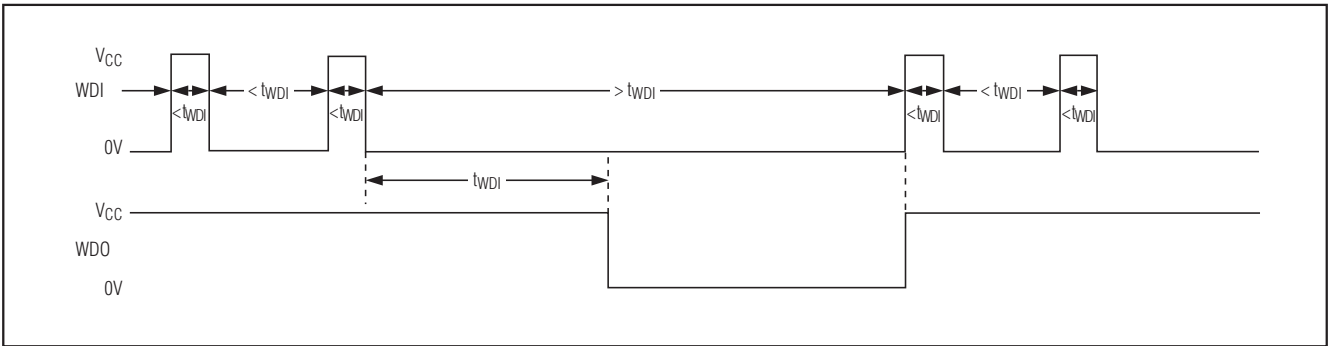 VCC
WDI
< tWDI
> tWDI
< tWDI
<tWDI
<tWDI
<tWDI
<tWDI
0V
tWDI
VCC
WDO
0V